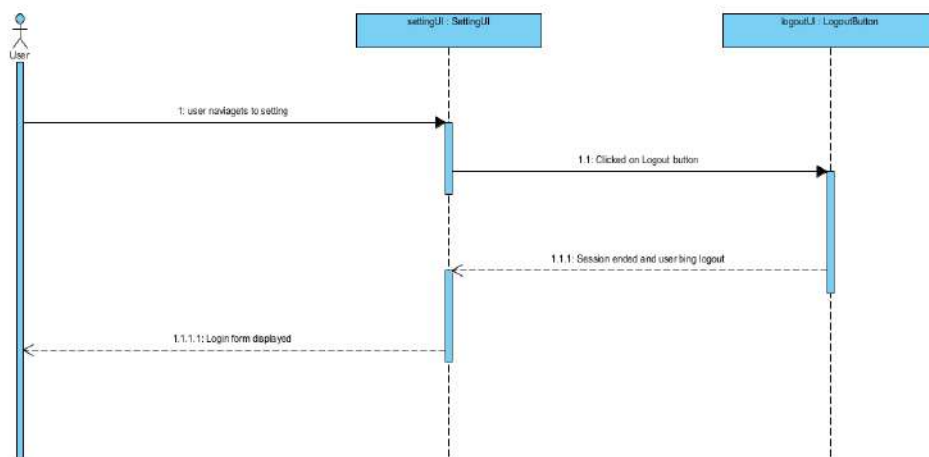 settingUI : SettingUI
logoutUI : LogoutButton
User
1: user naviagets to setting
1.1: Clicked on Logout button
1.1.1: Session ended and user bing logout
1.1.1.1: Login form displayed